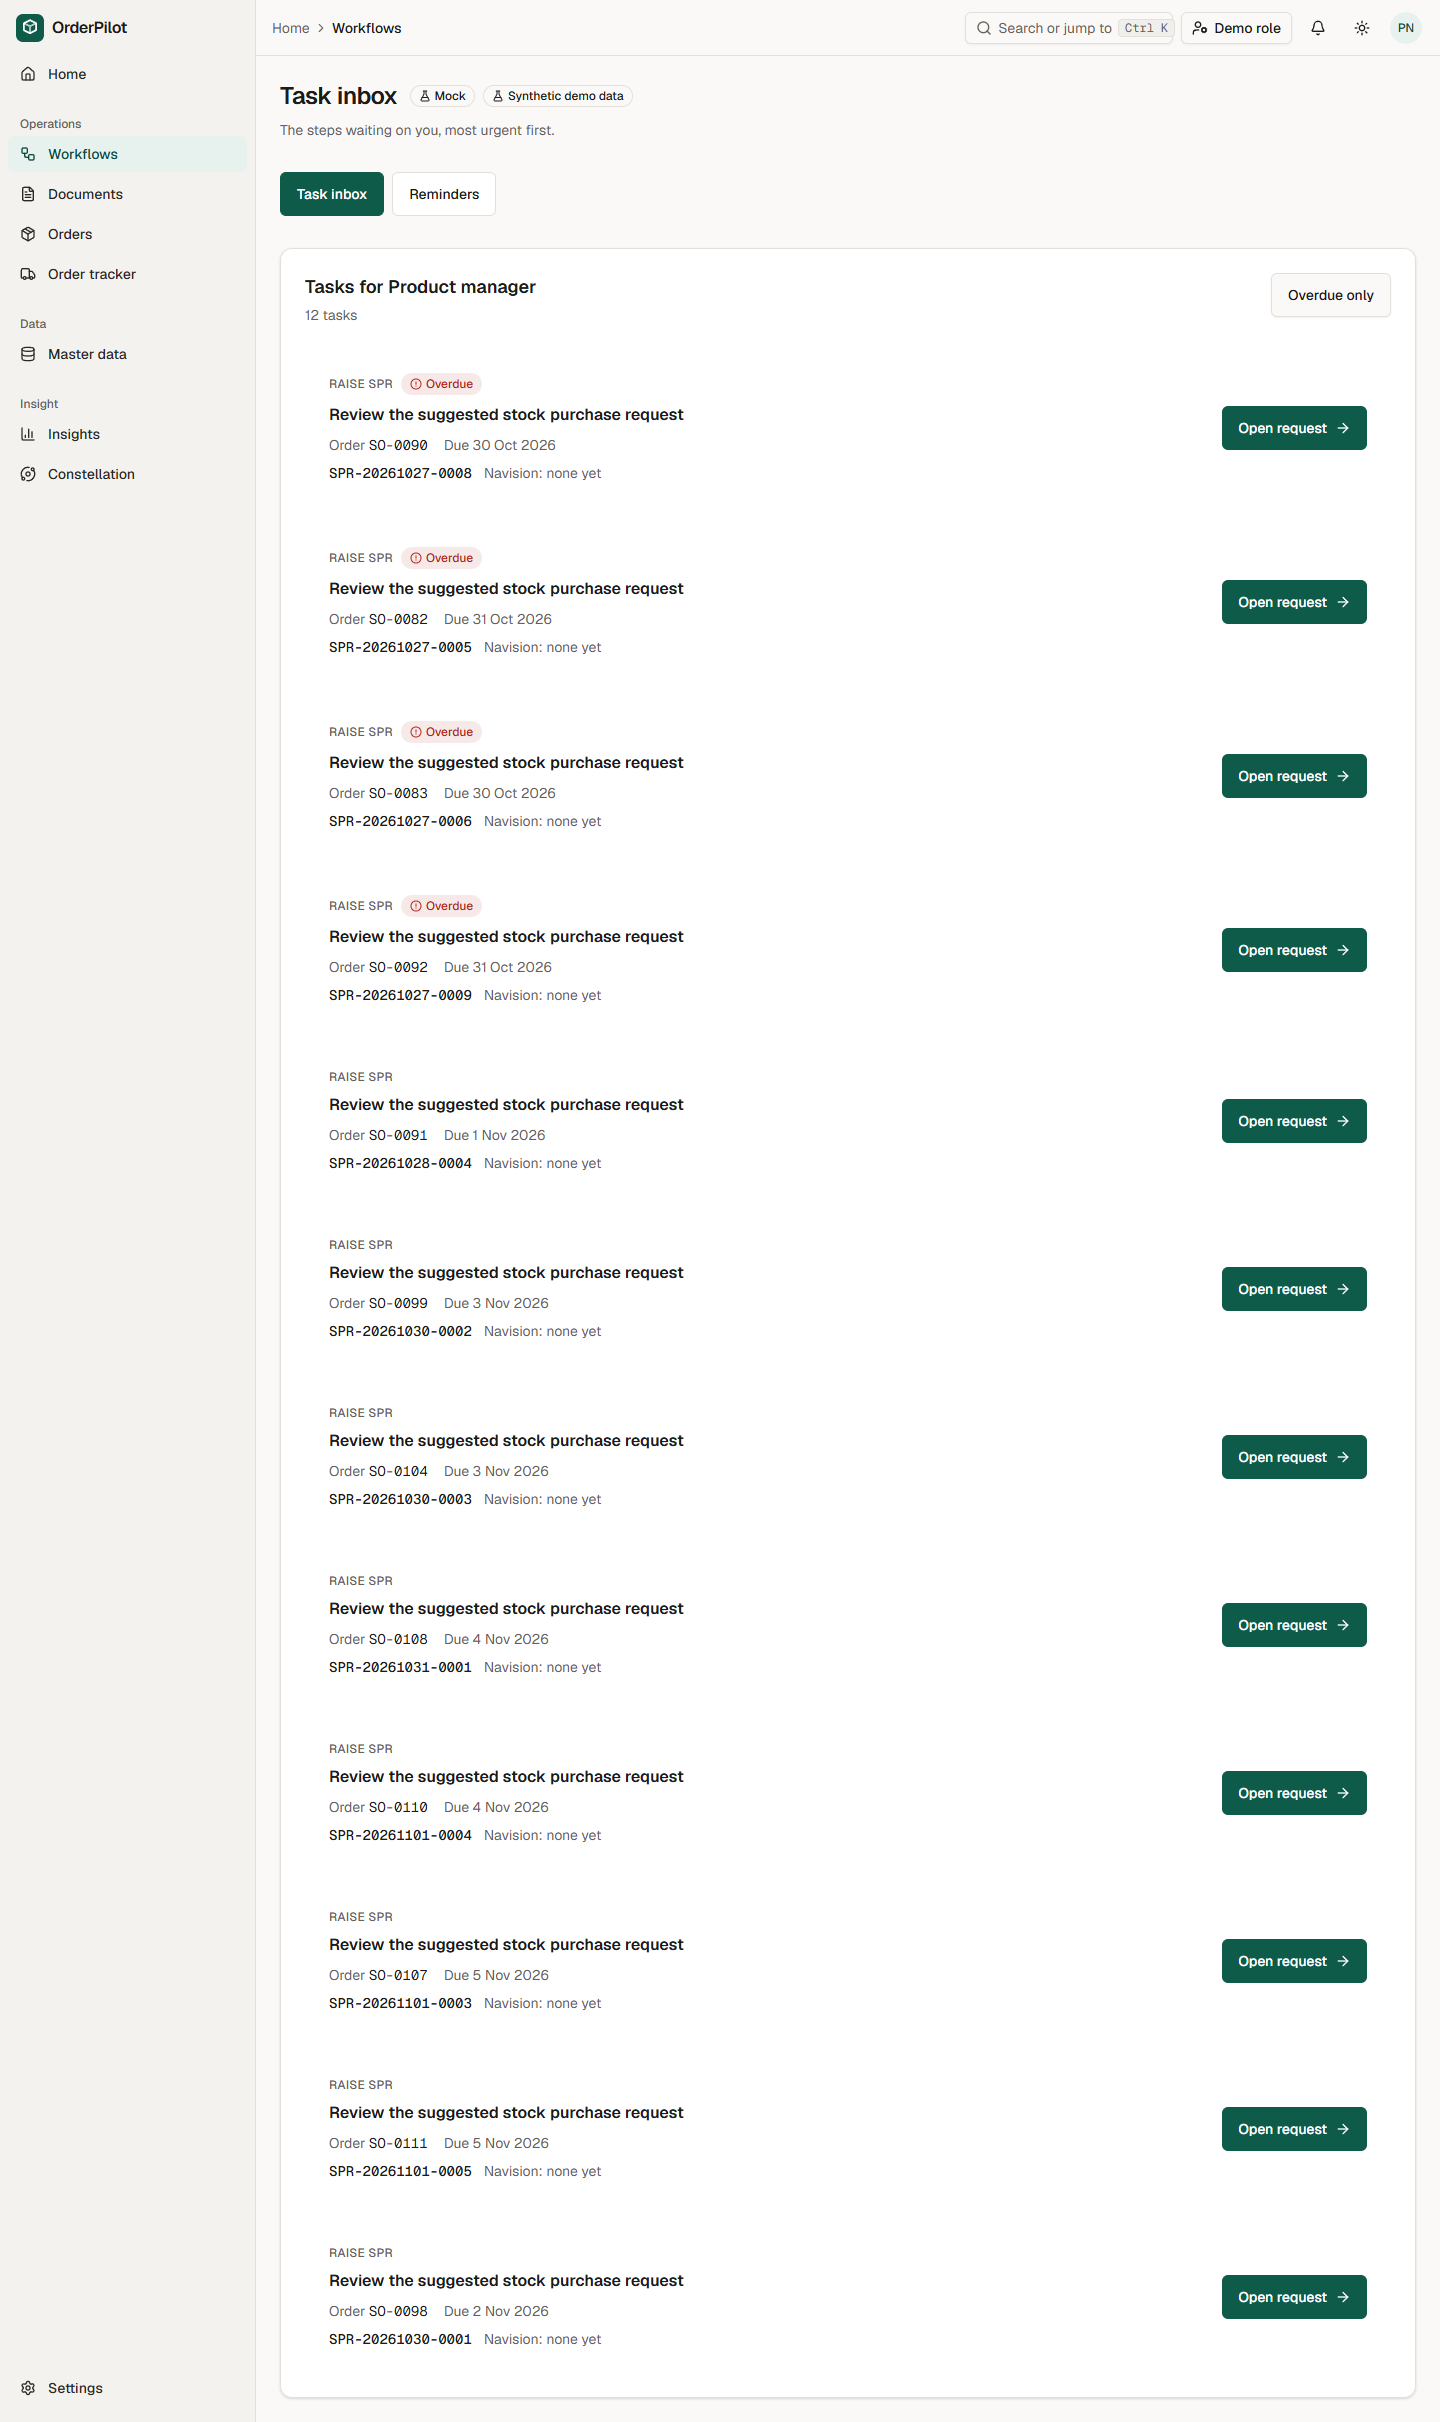 OrderPilot
Home
Operations
Workflows
Documents
Orders
Order tracker
Data
Master data
Insight
Insights
Constellation
Settings
Home > Workflows
Search or jump to Ctrl K
Demo role
PN
Task inbox Mock Synthetic demo data
The steps waiting on you, most urgent first.
Task inbox Reminders
Tasks for Product manager
12 tasks
Overdue only
RAISE SPR Overdue
Review the suggested stock purchase request
Order SO-0090 Due 30 Oct 2026
SPR-20261027-0008 Navision: none yet
Open request
RAISE SPR Overdue
Review the suggested stock purchase request
Order SO-0082 Due 31 Oct 2026
SPR-20261027-0005 Navision: none yet
Open request
RAISE SPR Overdue
Review the suggested stock purchase request
Order SO-0083 Due 30 Oct 2026
SPR-20261027-0006 Navision: none yet
Open request
RAISE SPR Overdue
Review the suggested stock purchase request
Order SO-0092 Due 31 Oct 2026
SPR-20261027-0009 Navision: none yet
Open request
RAISE SPR
Review the suggested stock purchase request
Order SO-0091 Due 1 Nov 2026
SPR-20261028-0004 Navision: none yet
Open request
RAISE SPR
Review the suggested stock purchase request
Order SO-0099 Due 3 Nov 2026
SPR-20261030-0002 Navision: none yet
Open request
RAISE SPR
Review the suggested stock purchase request
Order SO-0104 Due 3 Nov 2026
SPR-20261030-0003 Navision: none yet
Open request
RAISE SPR
Review the suggested stock purchase request
Order SO-0108 Due 4 Nov 2026
SPR-20261031-0001 Navision: none yet
Open request
RAISE SPR
Review the suggested stock purchase request
Order SO-0110 Due 4 Nov 2026
SPR-20261101-0004 Navision: none yet
Open request
RAISE SPR
Review the suggested stock purchase request
Order SO-0107 Due 5 Nov 2026
SPR-20261101-0003 Navision: none yet
Open request
RAISE SPR
Review the suggested stock purchase request
Order SO-0111 Due 5 Nov 2026
SPR-20261101-0005 Navision: none yet
Open request
RAISE SPR
Review the suggested stock purchase request
Order SO-0098 Due 2 Nov 2026
SPR-20261030-0001 Navision: none yet
Open request